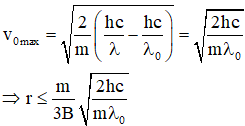 v₀max = √(2/m (hc/λ − hc/λ₀)) = √(2hc/mλ₀)
⇒ r ≤ m/3B √(2hc/mλ₀)